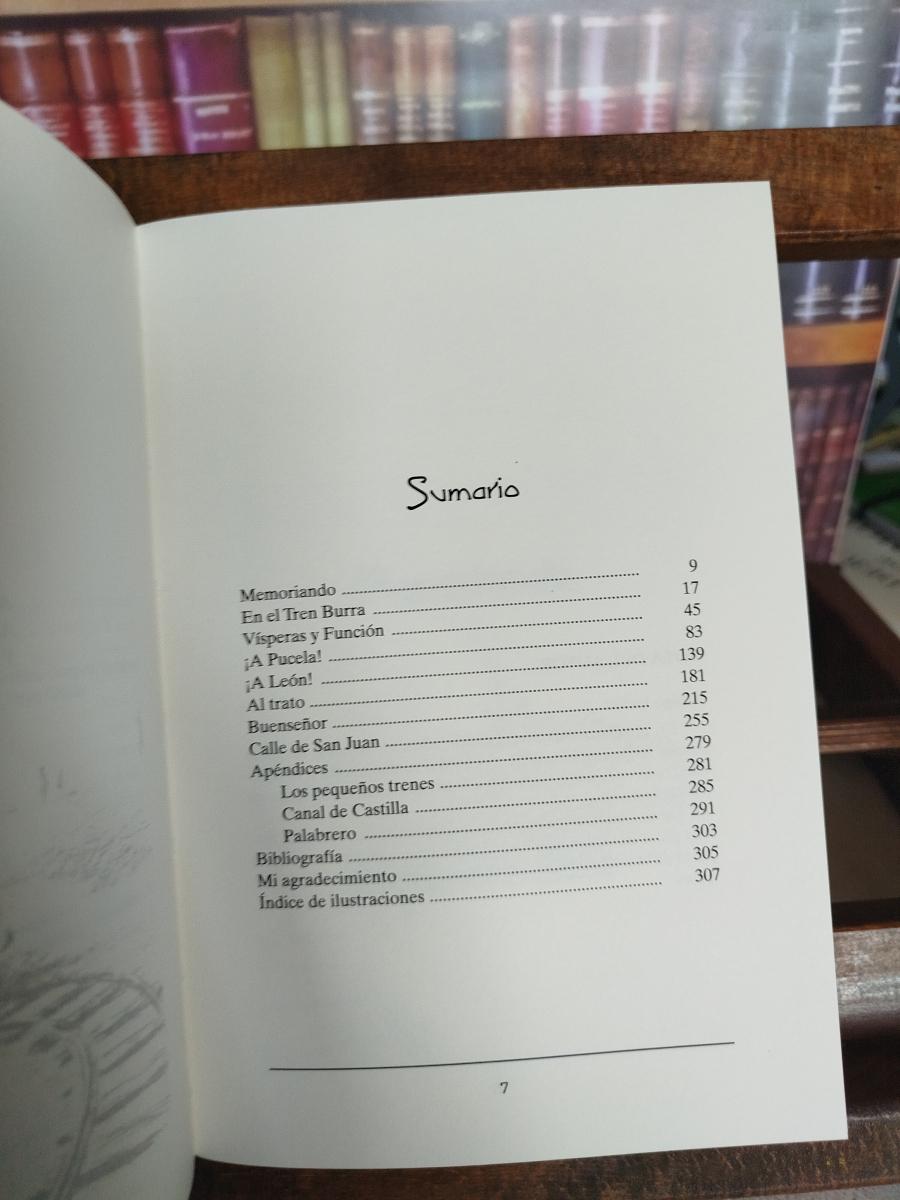 Sumario
Memoriando ........ 9
En el Tren Burra ........ 17
Vísperas y Función ........ 45
¡A Pucela! ........ 83
¡A León! ........ 139
Al trato ........ 181
Buenseñor ........ 215
Calle de San Juan ........ 255
Apéndices ........ 279
Los pequeños trenes ........ 281
Canal de Castilla ........ 285
Palabrero ........ 291
Bibliografía ........ 303
Mi agradecimiento ........ 305
Índice de ilustraciones ........ 307
7